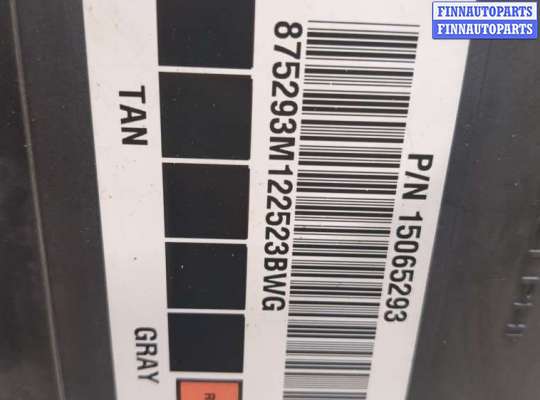 FINNAUTOPARTS
FINNAUTOPARTS
P/N 15065293
875293M122523BWG
TAN
GRAY